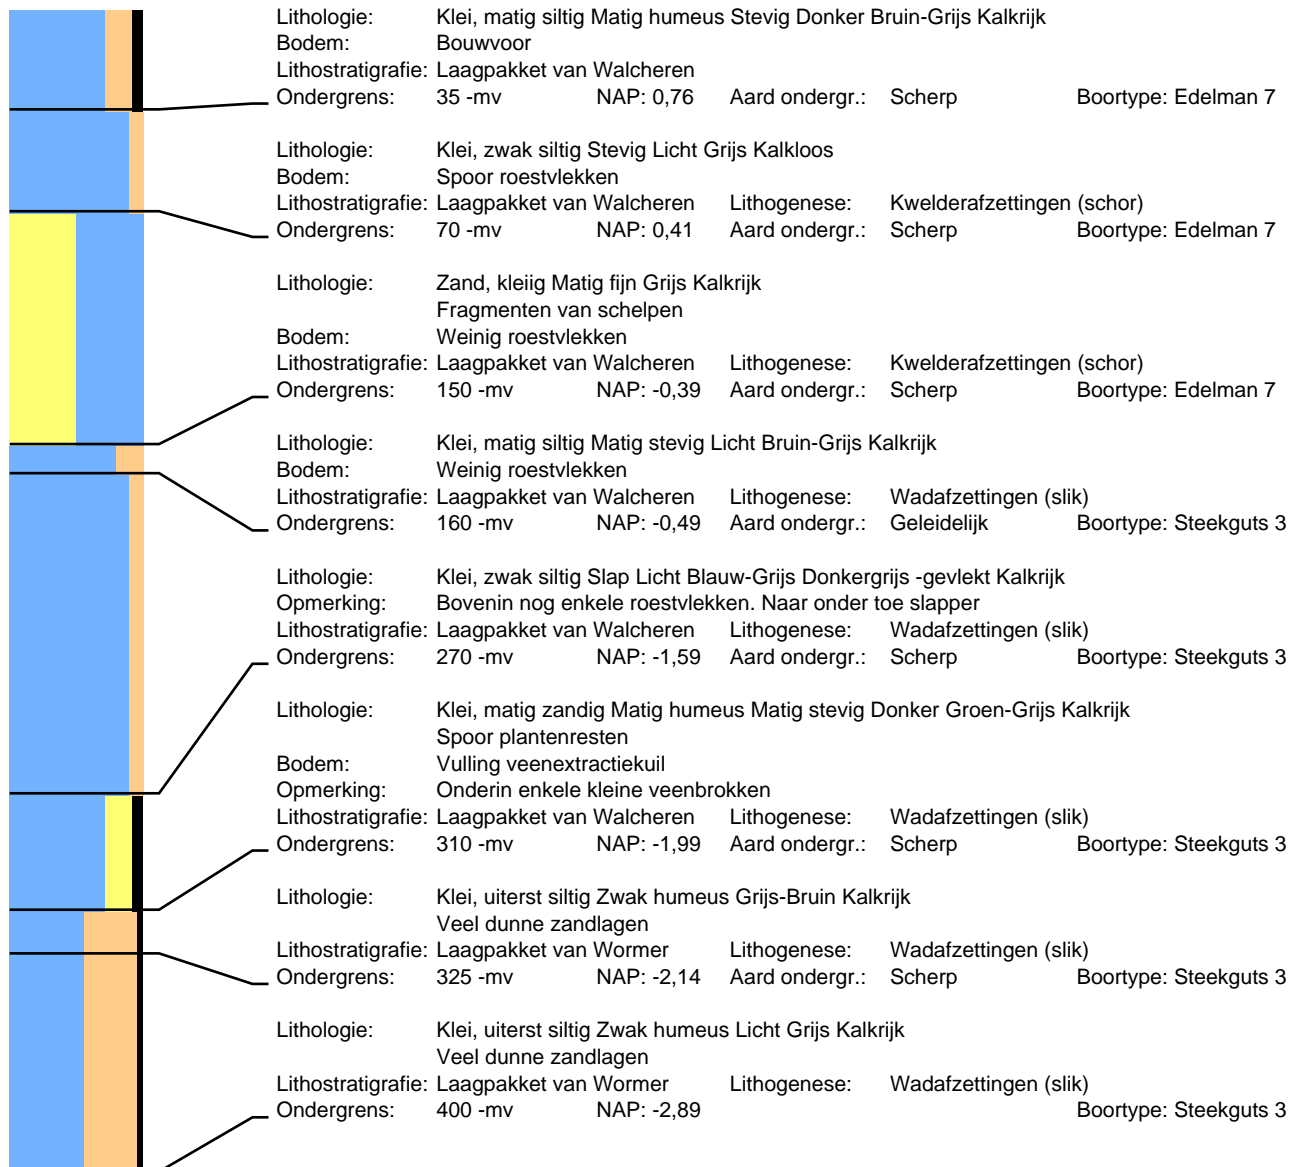 Lithologie: Klei, matig siltig Matig humeus Stevig Donker Bruin-Grijs Kalkrijk
Bodem: Bouwvoor
Lithostratigrafie: Laagpakket van Walcheren
Ondergrens: 35 -mv NAP: 0,76 Aard ondergr.: Scherp Boortype: Edelman 7
Lithologie: Klei, zwak siltig Stevig Licht Grijs Kalkloos
Bodem: Spoor roestvlekken
Lithostratigrafie: Laagpakket van Walcheren Lithogenese: Kwelderafzettingen (schor)
Ondergrens: 70 -mv NAP: 0,41 Aard ondergr.: Scherp Boortype: Edelman 7
Lithologie: Zand, kleiig Matig fijn Grijs Kalkrijk
Fragmenten van schelpen
Bodem: Weinig roestvlekken
Lithostratigrafie: Laagpakket van Walcheren Lithogenese: Kwelderafzettingen (schor)
Ondergrens: 150 -mv NAP: -0,39 Aard ondergr.: Scherp Boortype: Edelman 7
Lithologie: Klei, matig siltig Matig stevig Licht Bruin-Grijs Kalkrijk
Bodem: Weinig roestvlekken
Lithostratigrafie: Laagpakket van Walcheren Lithogenese: Wadafzettingen (slik)
Ondergrens: 160 -mv NAP: -0,49 Aard ondergr.: Geleidelijk Boortype: Steekguts 3
Lithologie: Klei, zwak siltig Slap Licht Blauw-Grijs Donkergrijs -gevlekt Kalkrijk
Opmerking: Bovenin nog enkele roestvlekken. Naar onder toe slapper
Lithostratigrafie: Laagpakket van Walcheren Lithogenese: Wadafzettingen (slik)
Ondergrens: 270 -mv NAP: -1,59 Aard ondergr.: Scherp Boortype: Steekguts 3
Lithologie: Klei, matig zandig Matig humeus Matig stevig Donker Groen-Grijs Kalkrijk
Spoor plantenresten
Bodem: Vulling veenextractiekuil
Opmerking: Onderin enkele kleine veenbrokken
Lithostratigrafie: Laagpakket van Walcheren Lithogenese: Wadafzettingen (slik)
Ondergrens: 310 -mv NAP: -1,99 Aard ondergr.: Scherp Boortype: Steekguts 3
Lithologie: Klei, uiterst siltig Zwak humeus Grijs-Bruin Kalkrijk
Veel dunne zandlagen
Lithostratigrafie: Laagpakket van Wormer Lithogenese: Wadafzettingen (slik)
Ondergrens: 325 -mv NAP: -2,14 Aard ondergr.: Scherp Boortype: Steekguts 3
Lithologie: Klei, uiterst siltig Zwak humeus Licht Grijs Kalkrijk
Veel dunne zandlagen
Lithostratigrafie: Laagpakket van Wormer Lithogenese: Wadafzettingen (slik)
Ondergrens: 400 -mv NAP: -2,89 Boortype: Steekguts 3